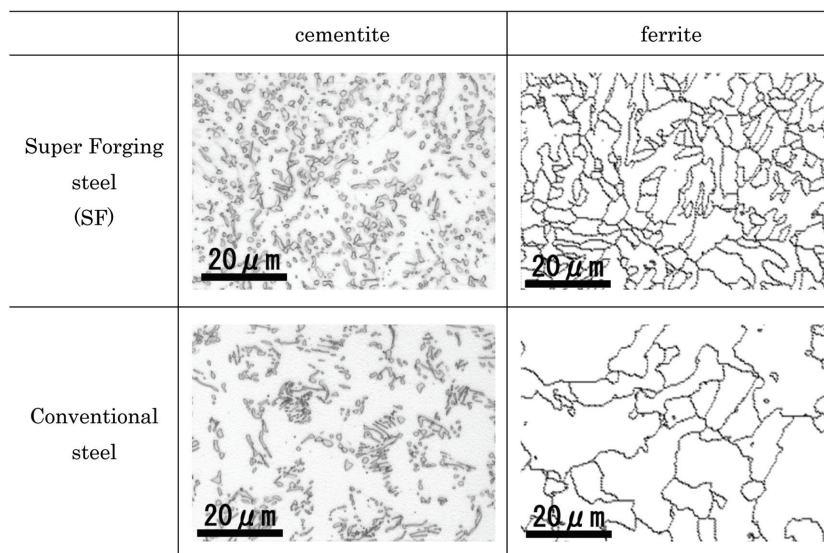 cementite
ferrite
Super Forging
steel
(SF)
20 μm
20 μm
Conventional
steel
20 μm
20 μm